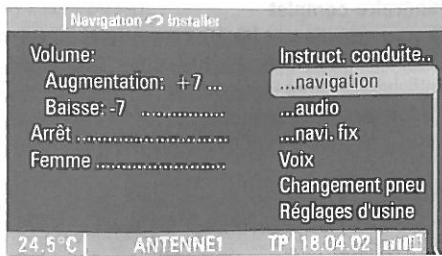 Navigation Installer
Volume:
Augmentation: +7 ...
Baisse: -7 ..............
Arrêt ............................
Femme ........................
Instruct. conduite..
...navigation
...audio
...navi. fix
Voix
Changement pneu
Réglages d'usine
24.5°C ANTENNE1 TP 18.04.02